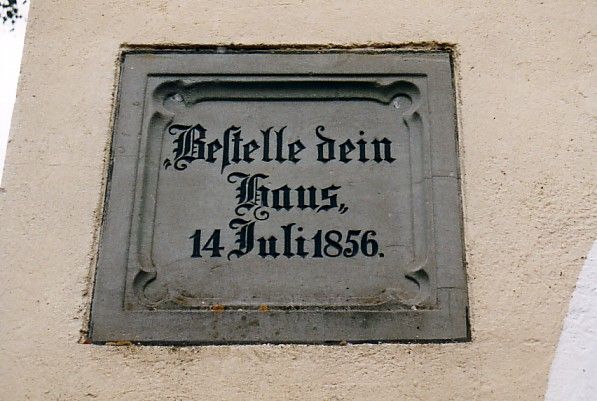 „Bestelle dein
Haus„
14 Juli 1856.